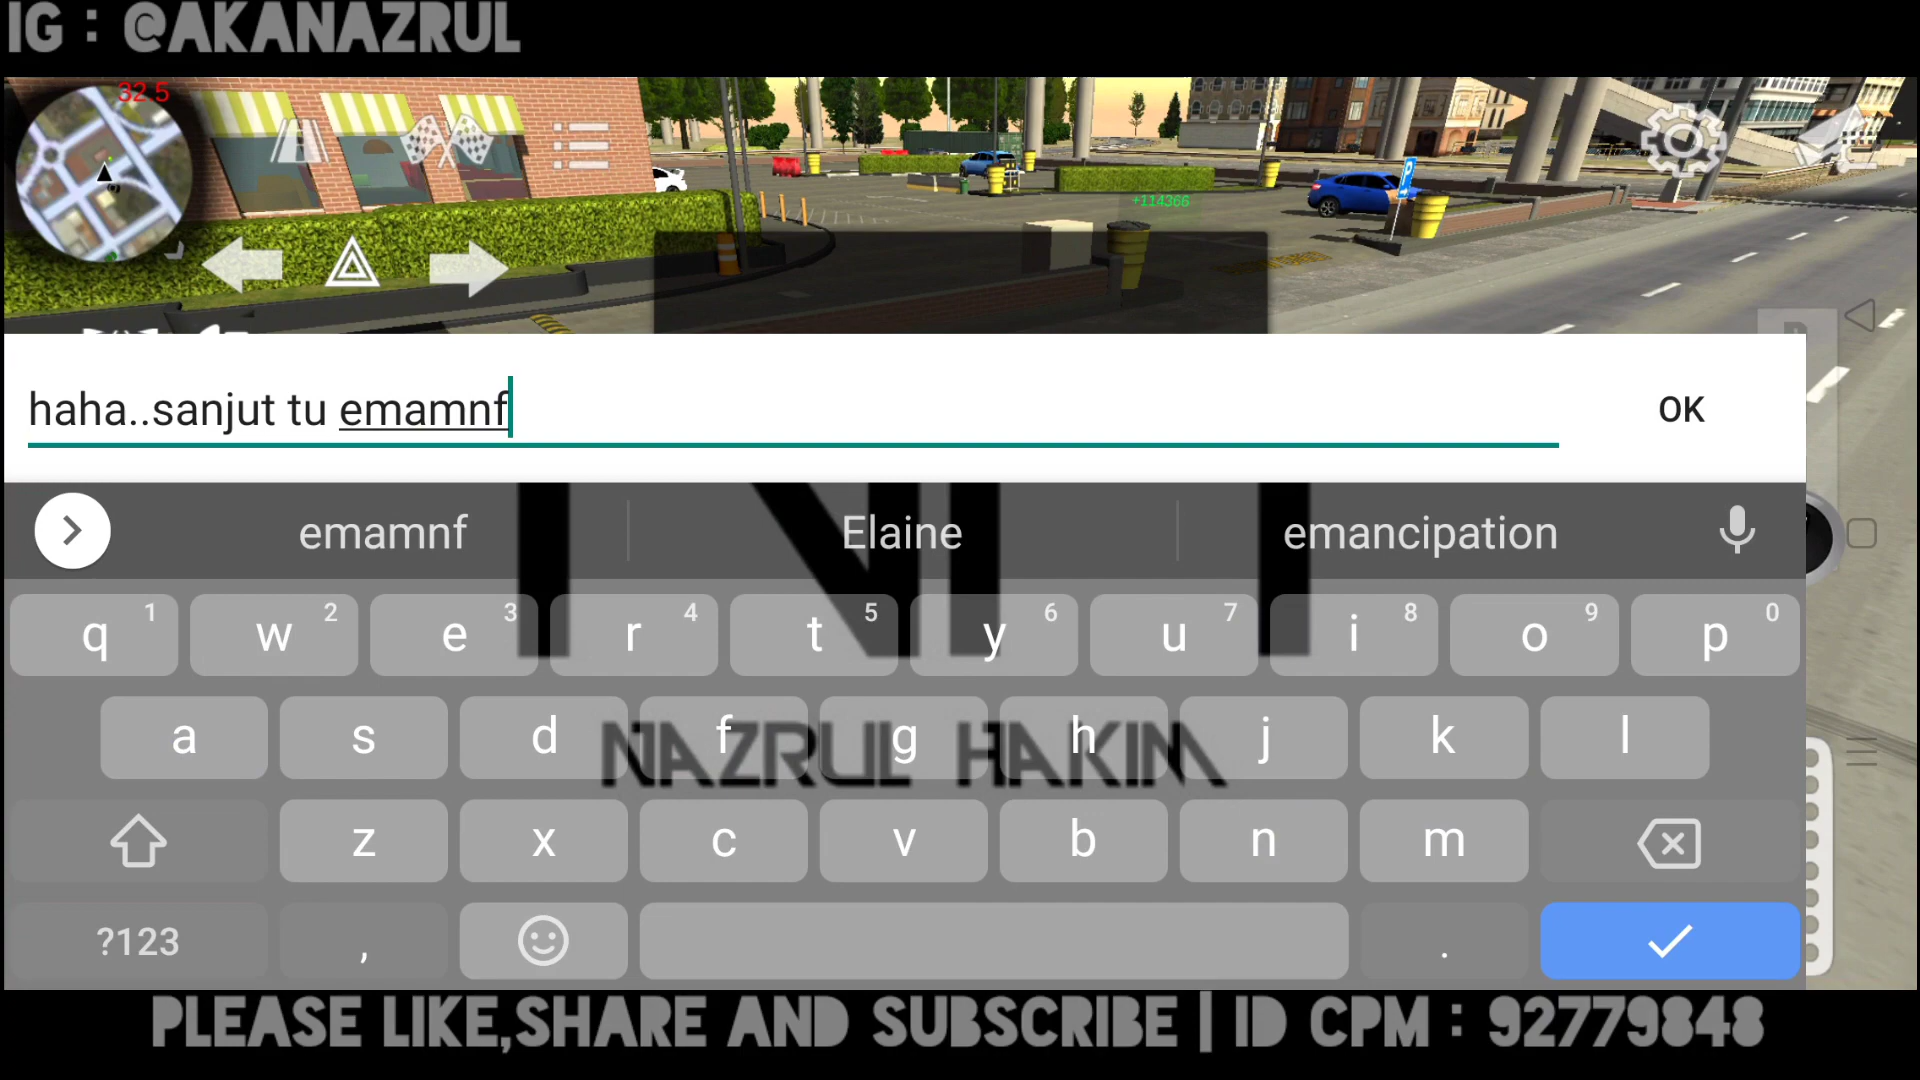 IG : @AKANAZRUL
32.5
+114366
P
haha..sanjut tu emamnf
OK
emamnf Elaine emancipation
q 1 w 2 e 3 r 4 t 5 y 6 u 7 i 8 o 9 p 0
a s d f g h j k l
NAZRUL HAKIM
z x c v b n m
?123 , .
PLEASE LIKE,SHARE AND SUBSCRIBE | ID CPM : 92779848